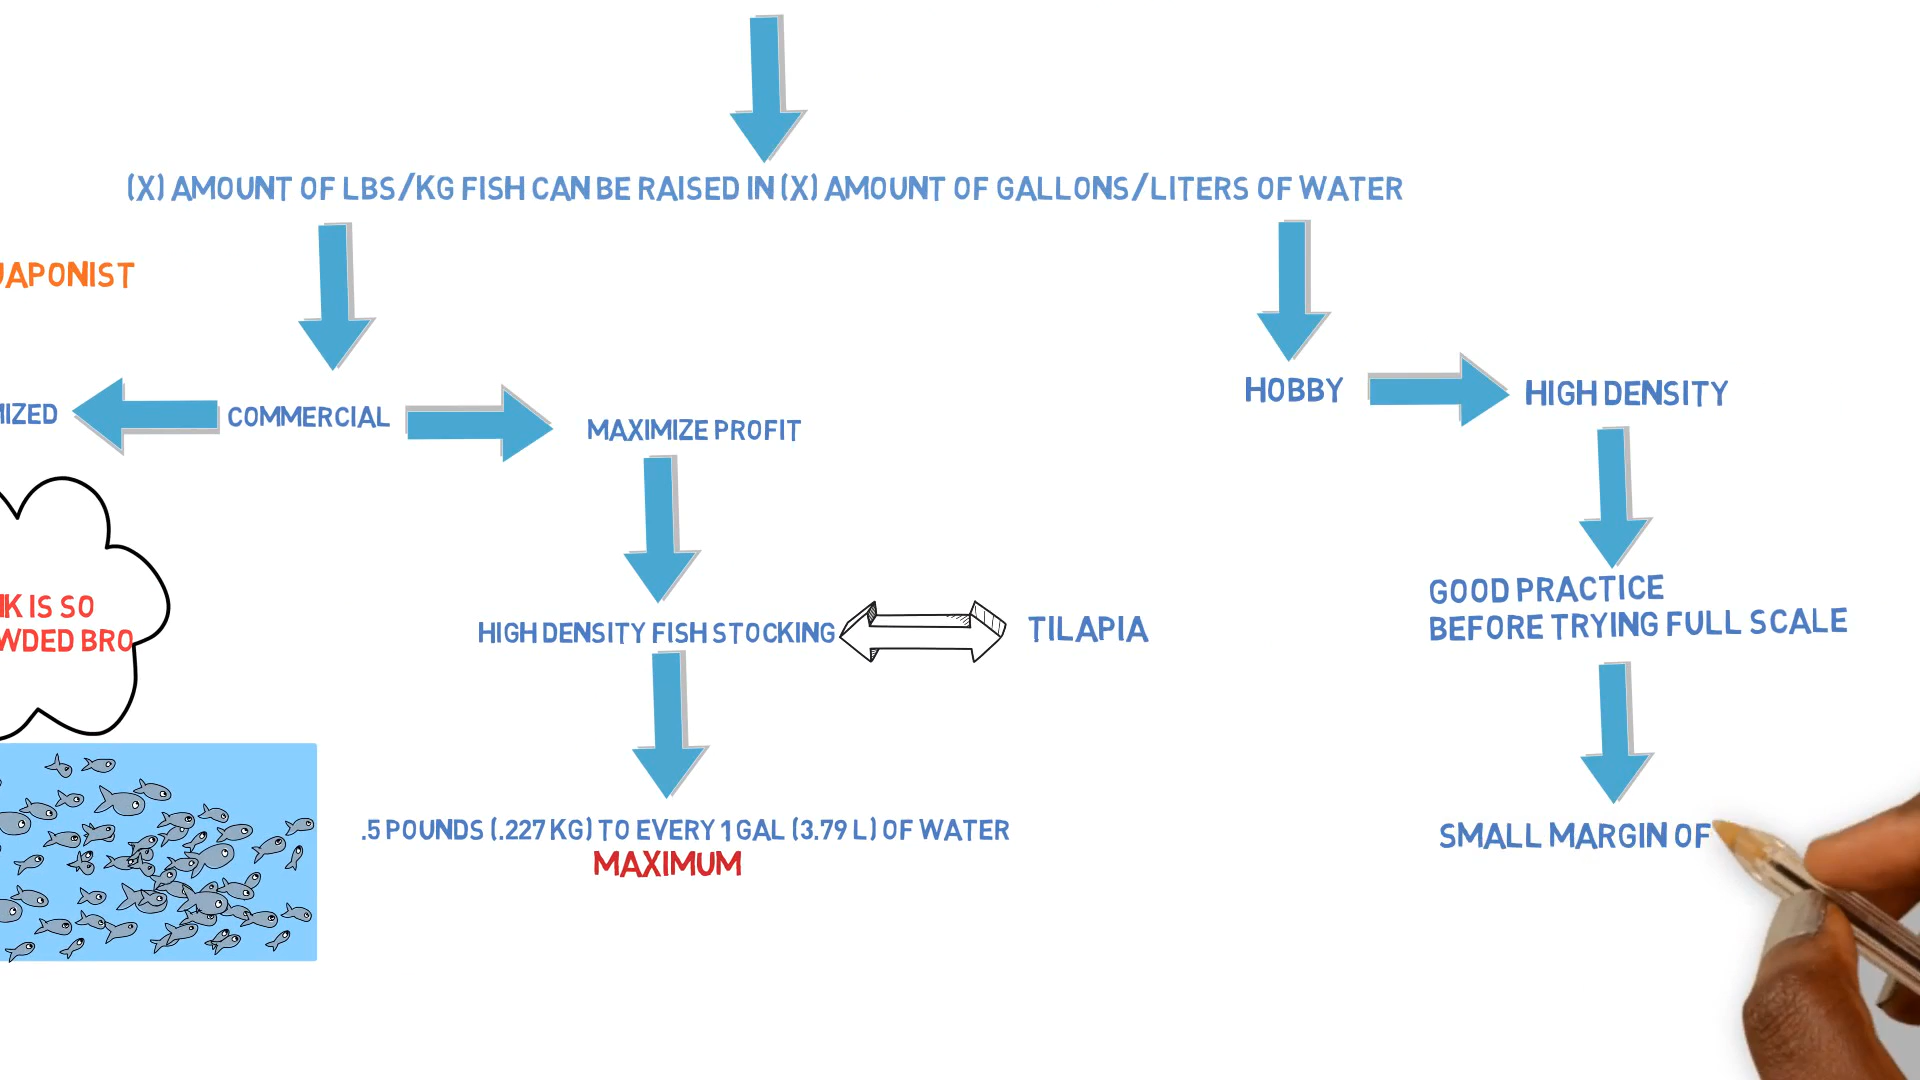 (X) AMOUNT OF LBS/KG FISH CAN BE RAISED IN (X) AMOUNT OF GALLONS/LITERS OF WATER
UAPONIST
MIZED
COMMERCIAL
MAXIMIZE PROFIT
HOBBY
HIGH DENSITY
IS SO
WDED BRO
HIGH DENSITY FISH STOCKING
TILAPIA
GOOD PRACTICE
BEFORE TRYING FULL SCALE
.5 POUNDS (.227 KG) TO EVERY 1 GAL (3.79 L) OF WATER
MAXIMUM
SMALL MARGIN OF